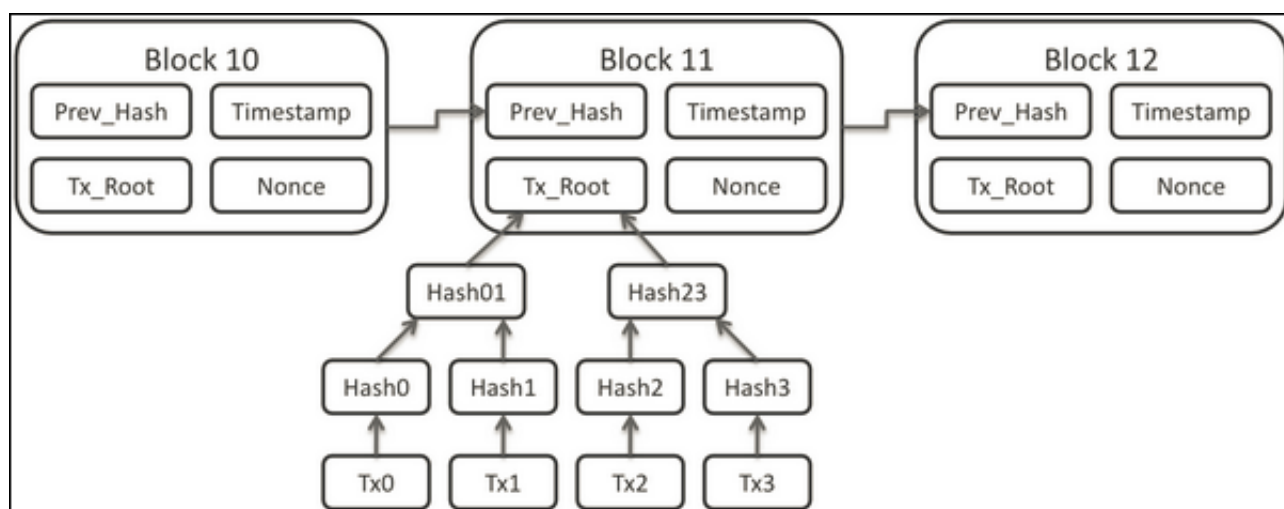 Block 10
Block 11
Block 12
Prev_Hash Timestamp
Prev_Hash Timestamp
Prev_Hash Timestamp
Tx_Root Nonce
Tx_Root Nonce
Tx_Root Nonce
Hash01 Hash23
Hash0 Hash1 Hash2 Hash3
Tx0 Tx1 Tx2 Tx3